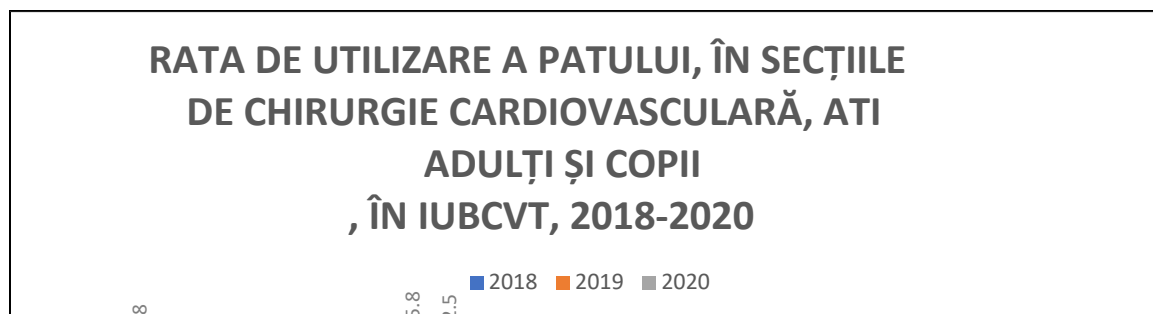 RATA DE UTILIZARE A PATULUI, ÎN SECȚIILE
DE CHIRURGIE CARDIOVASCULARĂ, ATI
ADULȚI ȘI COPII
, ÎN IUBCVT, 2018-2020
2018 2019 2020